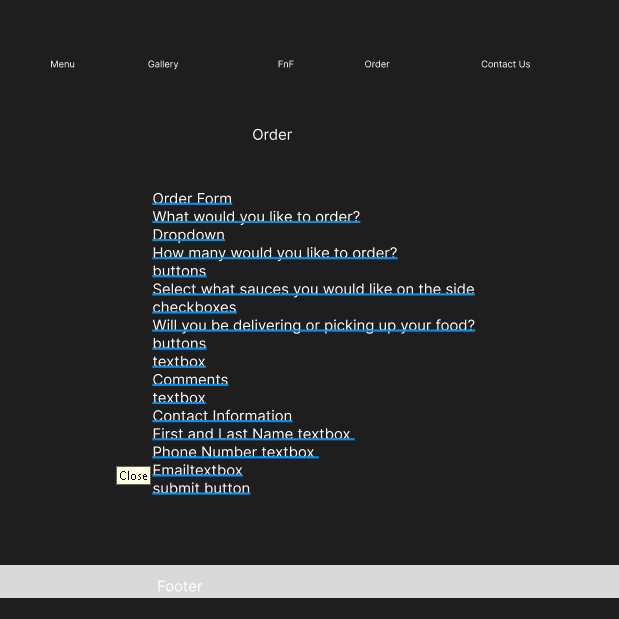 Menu Gallery FnF Order Contact Us
Order
Order Form
What would you like to order?
Dropdown
How many would you like to order?
buttons
Select what sauces you would like on the side
checkboxes
Will you be delivering or picking up your food?
buttons
textbox
Comments
textbox
Contact Information
First and Last Name textbox
Phone Number textbox
Emailtextbox
Close
submit button
Footer